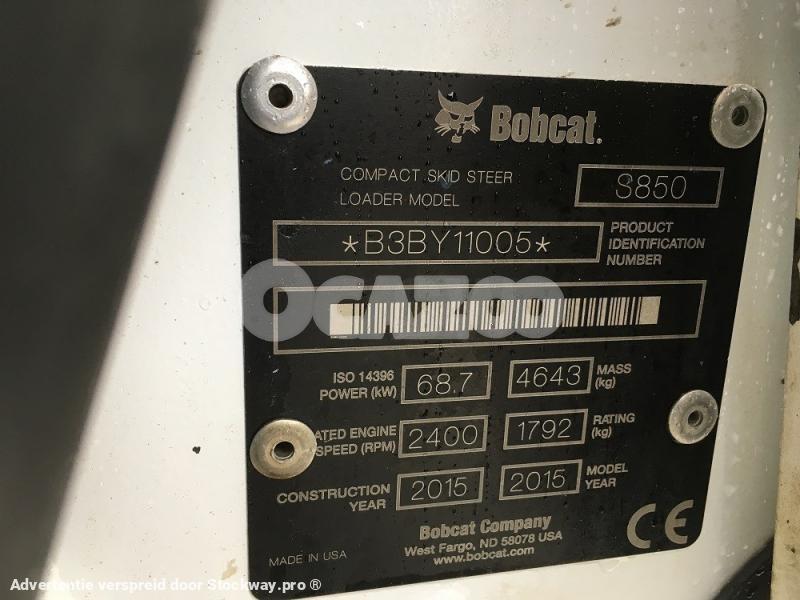 Bobcat.
COMPACT SKID STEER
LOADER MODEL
S850
*B3BY11005*
PRODUCT
IDENTIFICATION
NUMBER
OCAZOO
ISO 14396
POWER (kW)
68.7
4643
MASS
(kg)
ATED ENGINE
SPEED (RPM)
2400
1792
RATING
(kg)
CONSTRUCTION
YEAR
2015
2015
MODEL
YEAR
Bobcat Company
West Fargo, ND 58078 USA
www.bobcat.com
CE
MADE IN USA
Advertentie verspreid door Stockway.pro ®